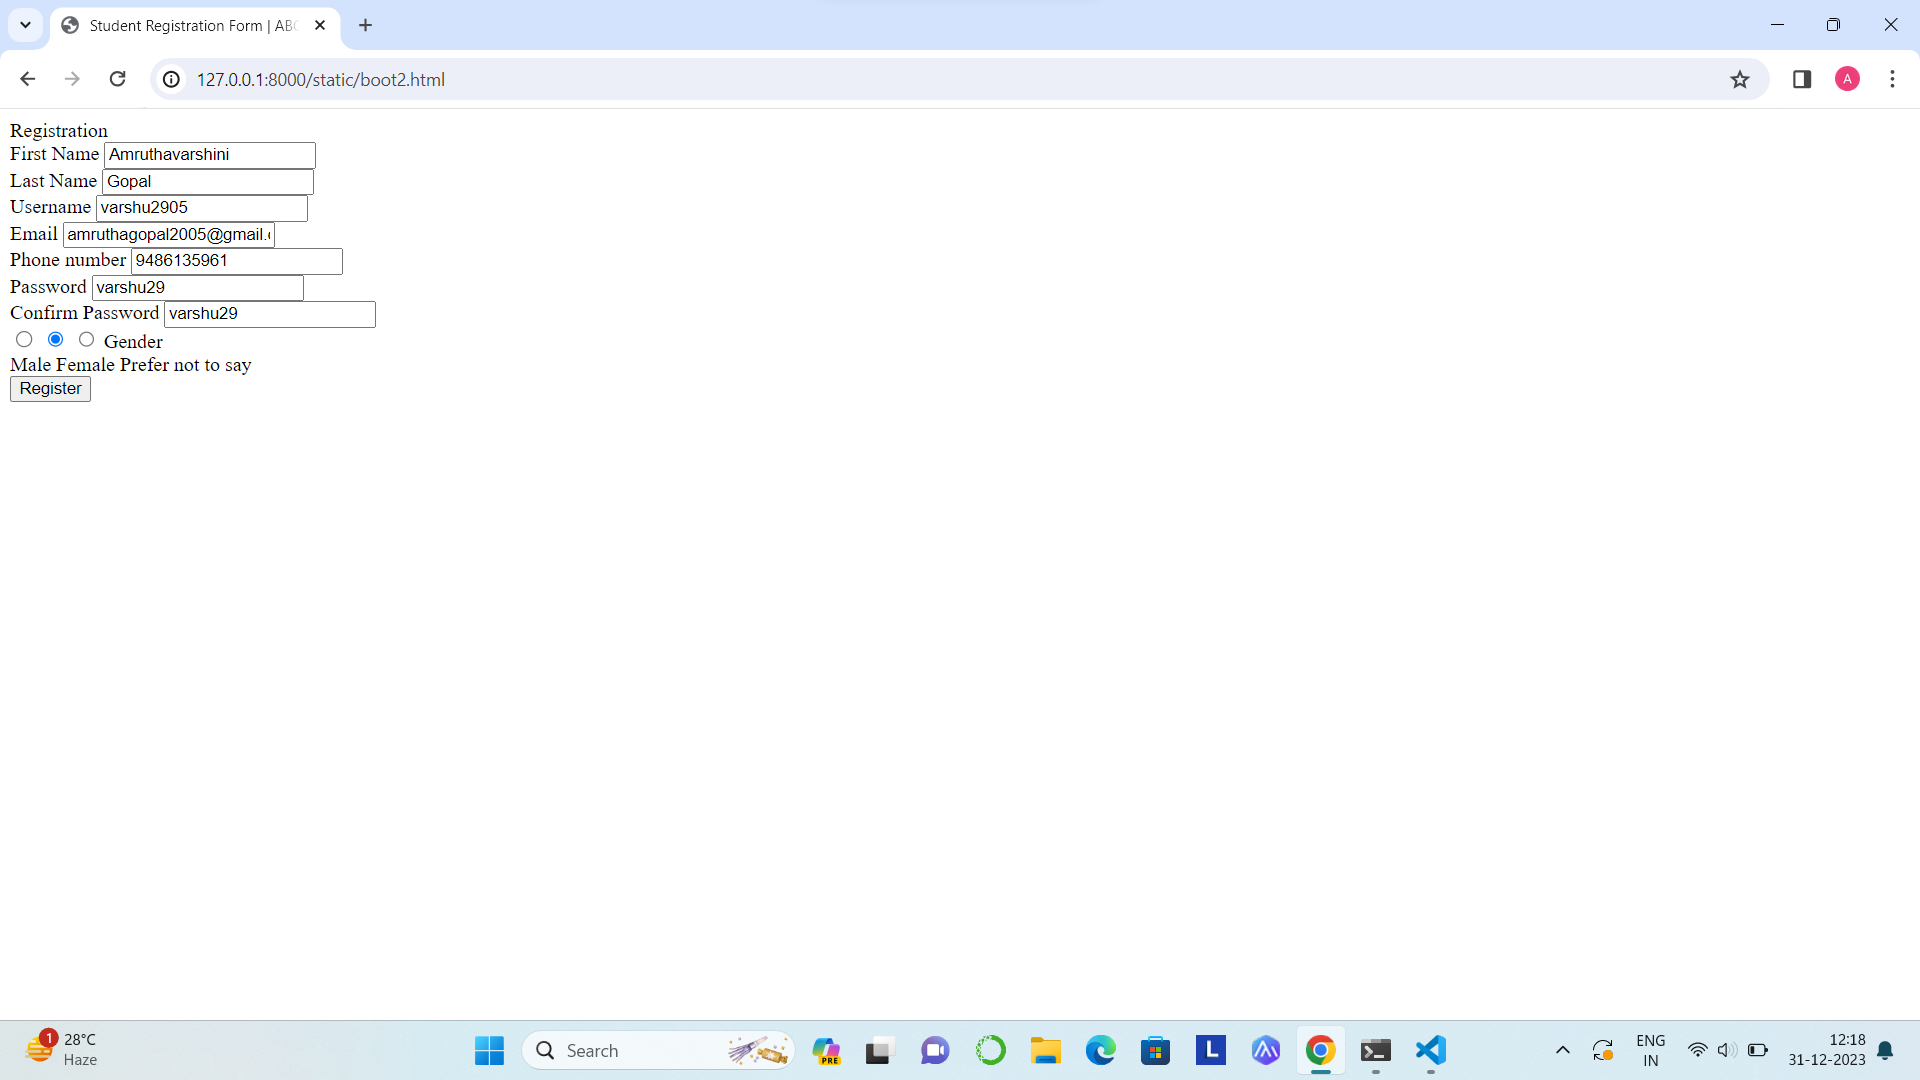 Student Registration Form | ABC
127.0.0.1:8000/static/boot2.html
A
Registration
First Name Amruthavarshini
Last Name Gopal
Username varshu2905
Email amruthagopal2005@gmail.
Phone number 9486135961
Password varshu29
Confirm Password varshu29
Gender
Male Female Prefer not to say
Register
1
28°C
Haze
Search
PRE
L
ENG
IN
12:18
31-12-2023